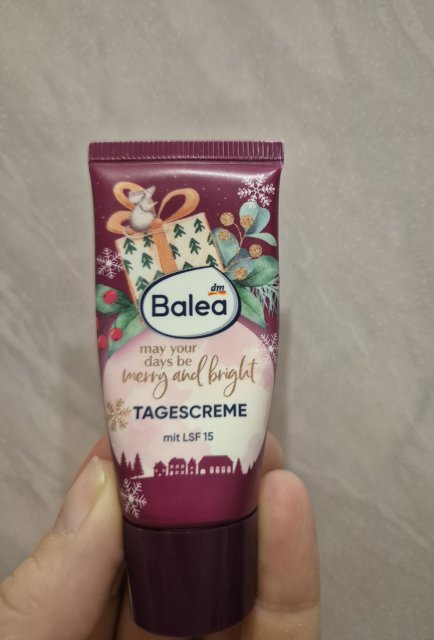 dm
Balea
may your
days be
merry and bright
TAGESCREME
mit LSF 15